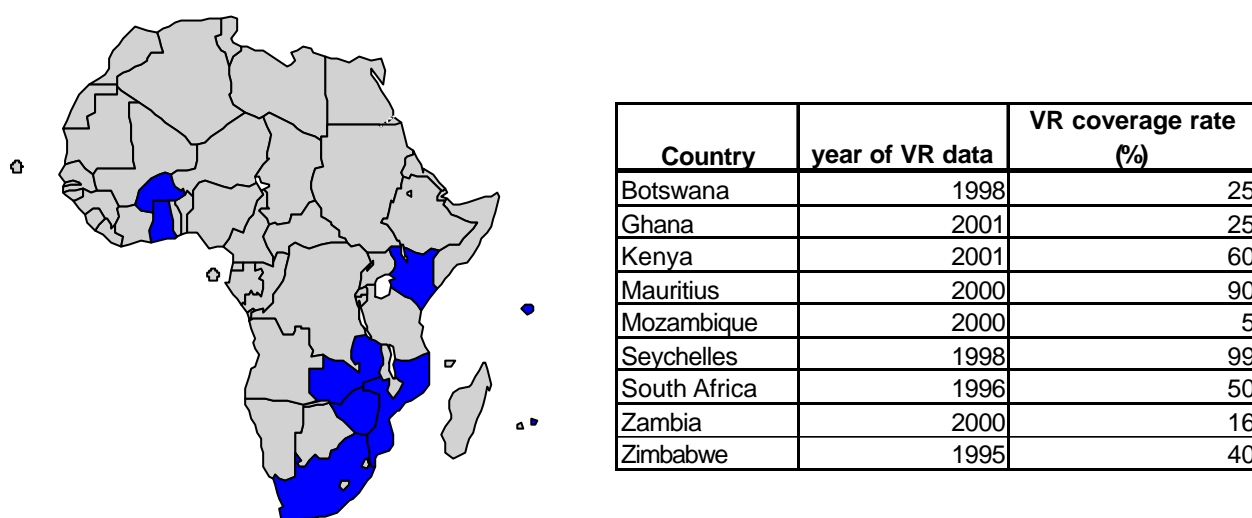 VR coverage rate
Country year of VR data (%)
Botswana 1998 25
Ghana 2001 25
Kenya 2001 60
Mauritius 2000 90
Mozambique 2000 5
Seychelles 1998 99
South Africa 1996 50
Zambia 2000 16
Zimbabwe 1995 40